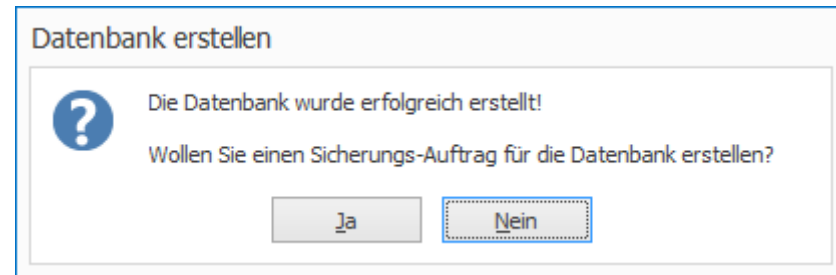 Datenbank erstellen
Die Datenbank wurde erfolgreich erstellt!
Wollen Sie einen Sicherungs-Auftrag für die Datenbank erstellen?
Ja
Nein